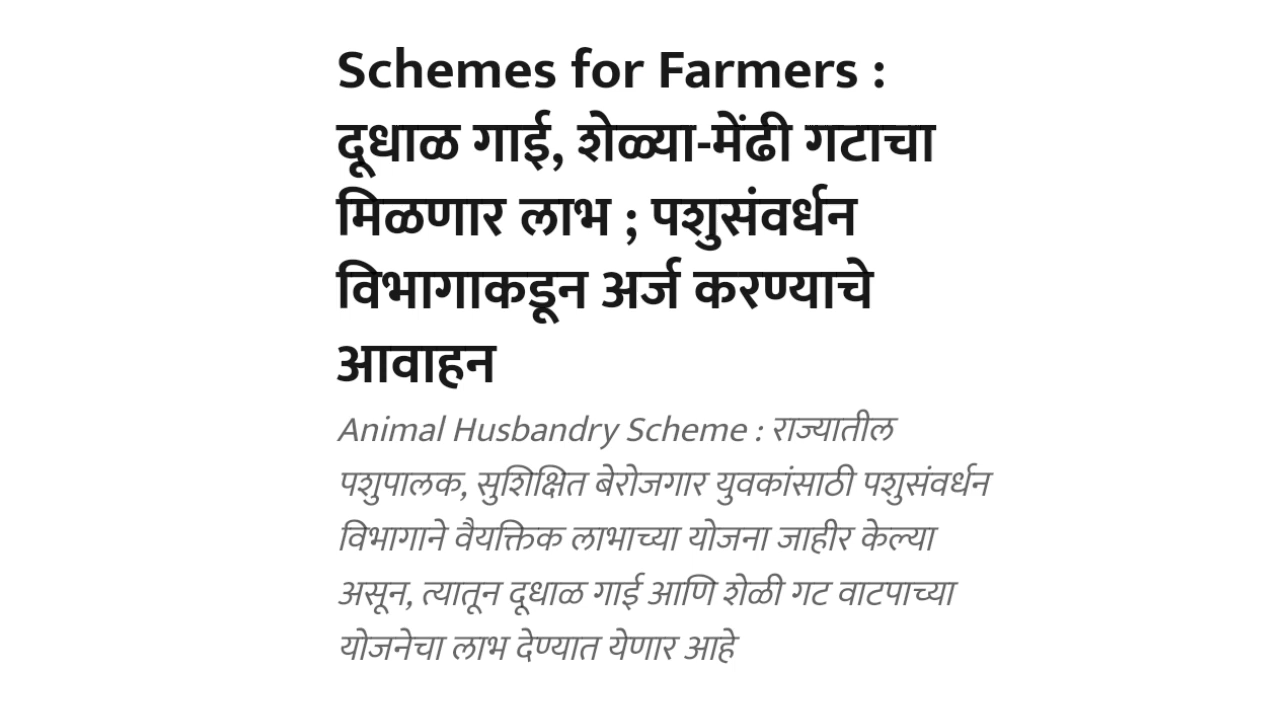 Schemes for Farmers :
दूधाळ गाई, शेळ्या-मेंढी गटाचा
मिळणार लाभ ; पशुसंवर्धन
विभागाकडून अर्ज करण्याचे
आवाहन
Animal Husbandry Scheme : राज्यातील
पशुपालक, सुशिक्षित बेरोजगार युवकांसाठी पशुसंवर्धन
विभागाने वैयक्तिक लाभाच्या योजना जाहीर केल्या
असून, त्यातून दूधाळ गाई आणि शेळी गट वाटपाच्या
योजनेचा लाभ देण्यात येणार आहे